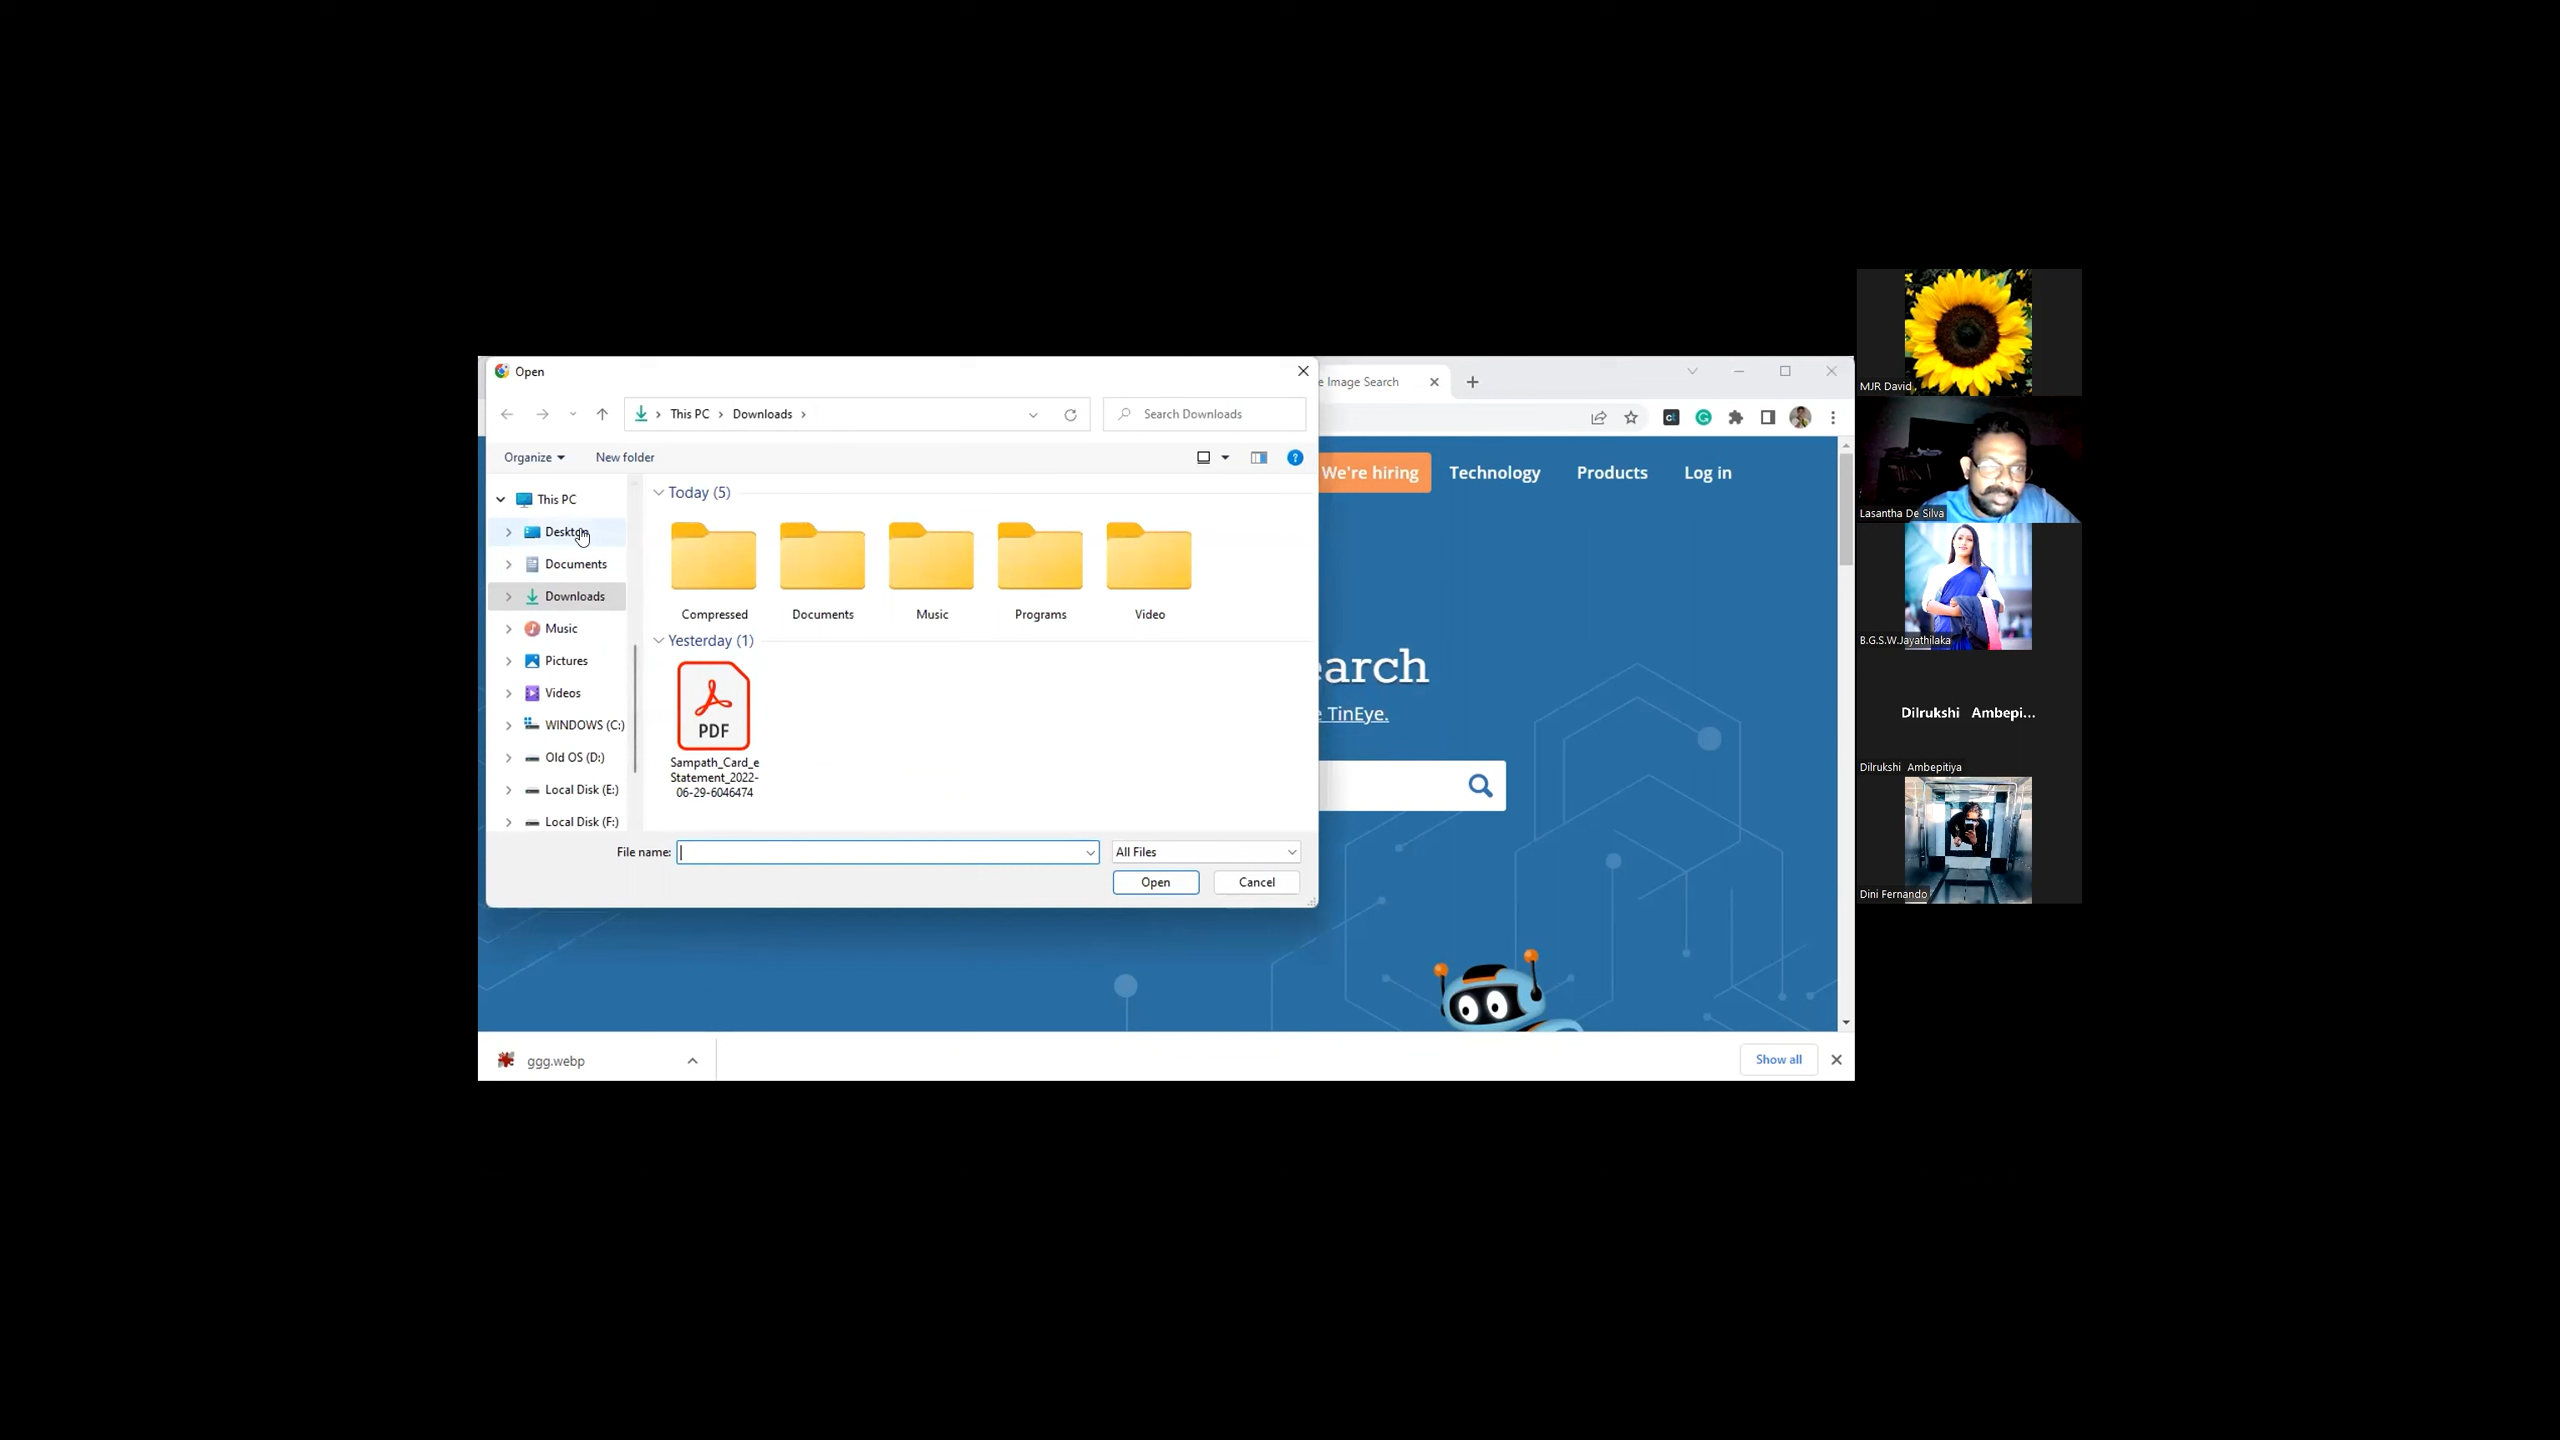 Open
This PC
Downloads
Search Downloads
Organize
New folder
This PC
Desktop
Documents
Downloads
Music
Pictures
Videos
WINDOWS (C:)
Old OS (D:)
Local Disk (E:)
Local Disk (F:)
Today (5)
Compressed
Documents
Music
Programs
Video
Yesterday (1)
PDF
Sampath_Card_e
Statement_2022-
06-29-6046474
File name:
All Files
Open
Cancel
e Image Search
We're hiring
Technology
Products
Log in
earch
e TinEye.
ggg.webp
Show all
MJR David
Lasantha De Silva
B.G.S.W.Jayathilaka
Dilrukshi Ambepi...
Dilrukshi Ambepitiya
Dini Fernando